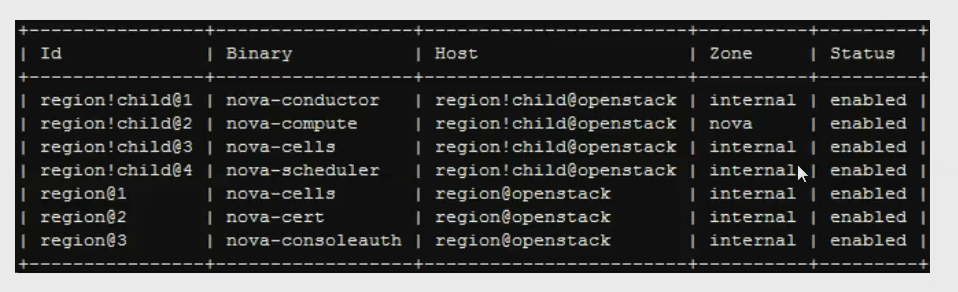 +----------------+------------------+------------------------+----------+---------+
| Id | Binary | Host | Zone | Status |
+----------------+------------------+------------------------+----------+---------+
| region!child@1 | nova-conductor | region!child@openstack | internal | enabled |
| region!child@2 | nova-compute | region!child@openstack | nova | enabled |
| region!child@3 | nova-cells | region!child@openstack | internal | enabled |
| region!child@4 | nova-scheduler | region!child@openstack | internal | enabled |
| region@1 | nova-cells | region@openstack | internal | enabled |
| region@2 | nova-cert | region@openstack | internal | enabled |
| region@3 | nova-consoleauth | region@openstack | internal | enabled |
+----------------+------------------+------------------------+----------+---------+